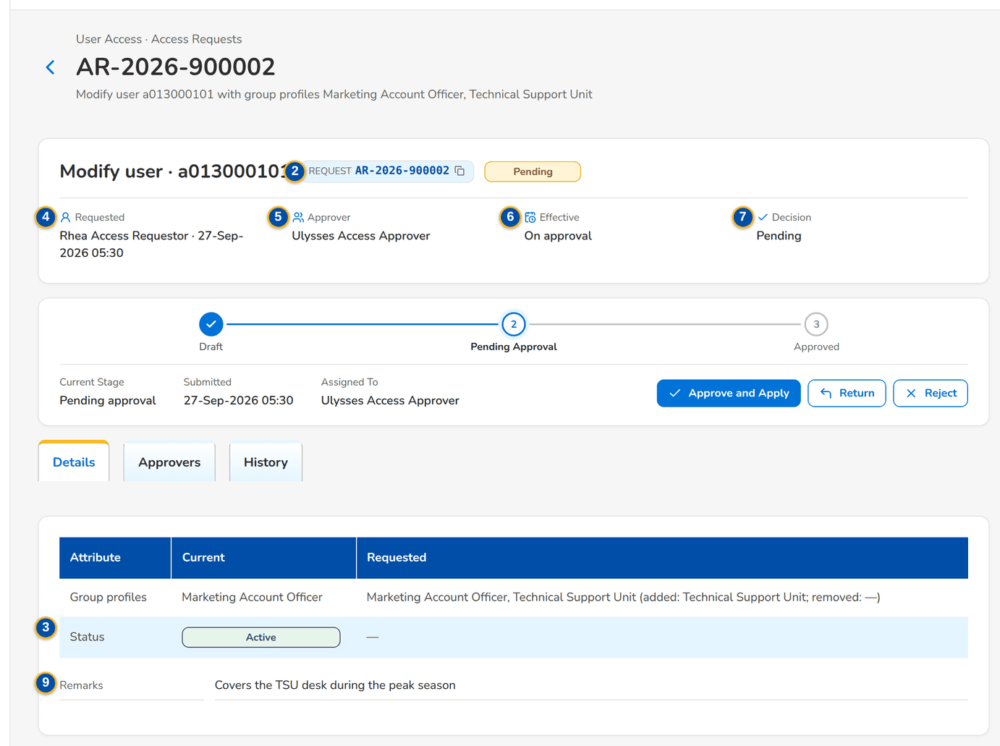 User Access · Access Requests
AR-2026-900002
Modify user a013000101 with group profiles Marketing Account Officer, Technical Support Unit
Modify user · a013000101
2
REQUEST AR-2026-900002
Pending
4 Requested
Rhea Access Requestor · 27-Sep-
2026 05:30
5 Approver
Ulysses Access Approver
6 Effective
On approval
7 Decision
Pending
Draft
2
Pending Approval
3
Approved
Current Stage
Pending approval
Submitted
27-Sep-2026 05:30
Assigned To
Ulysses Access Approver
Approve and Apply
Return
Reject
Details
Approvers
History
Attribute Current Requested
Group profiles Marketing Account Officer Marketing Account Officer, Technical Support Unit (added: Technical Support Unit; removed: —)
3
Status Active —
9 Remarks Covers the TSU desk during the peak season